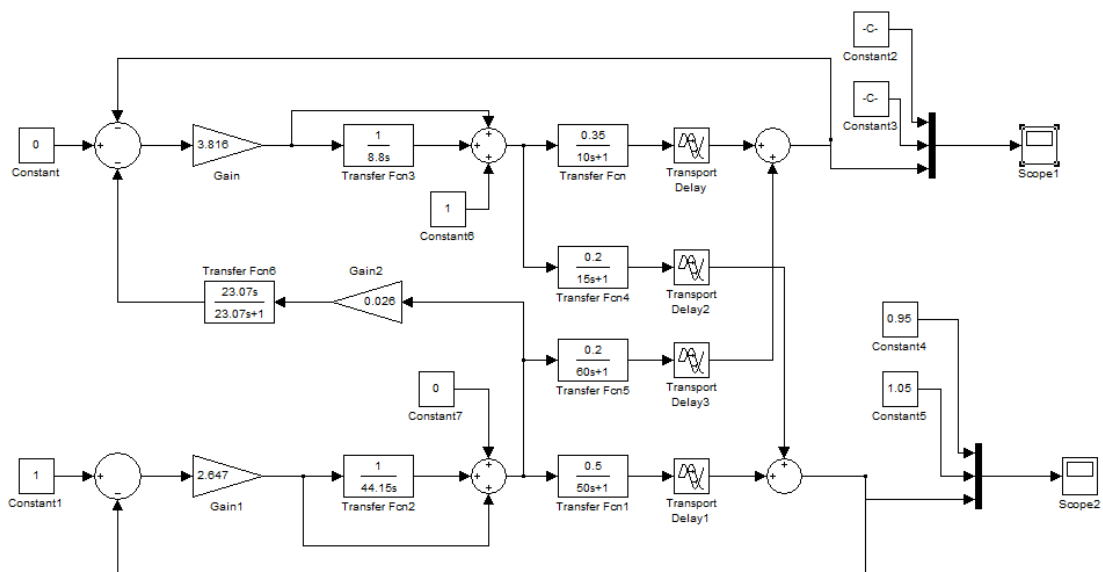 -C-
Constant2
-C-
Constant3
Scope1
0
Constant
−
+
−
3.816
Gain
1
8.8s
Transfer Fcn3
+
+
+
1
Constant6
0.35
10s+1
Transfer Fcn
Transport
Delay
+
+
0.2
15s+1
Transfer Fcn4
Transport
Delay2
Transfer Fcn6
23.07s
23.07s+1
Gain2
0.026
0.2
60s+1
Transfer Fcn5
Transport
Delay3
0.95
Constant4
1.05
Constant5
0
Constant7
1
Constant1
+
−
2.647
Gain1
1
44.15s
Transfer Fcn2
+
+
+
0.5
50s+1
Transfer Fcn1
Transport
Delay1
+
+
Scope2